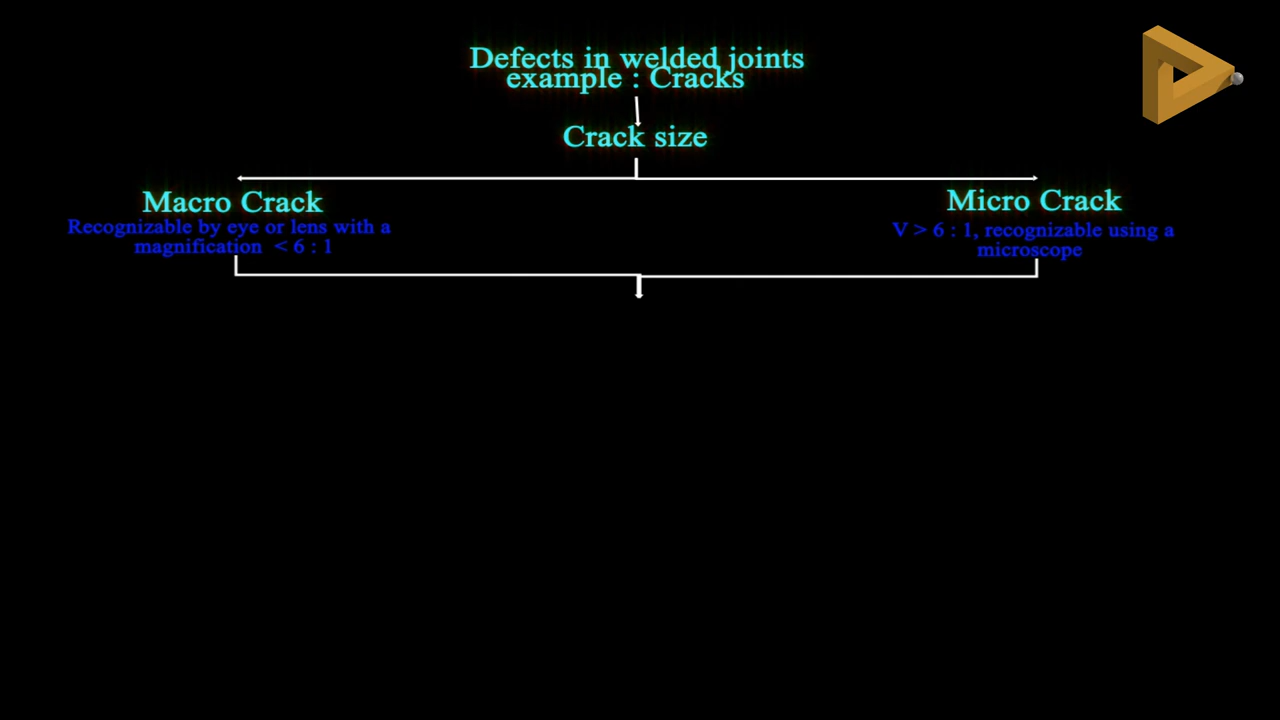 Defects in welded joints
example : Cracks
Crack size
Macro Crack
Recognizable by eye or lens with a
magnification < 6 : 1
Micro Crack
V > 6 : 1, recognizable using a
microscope